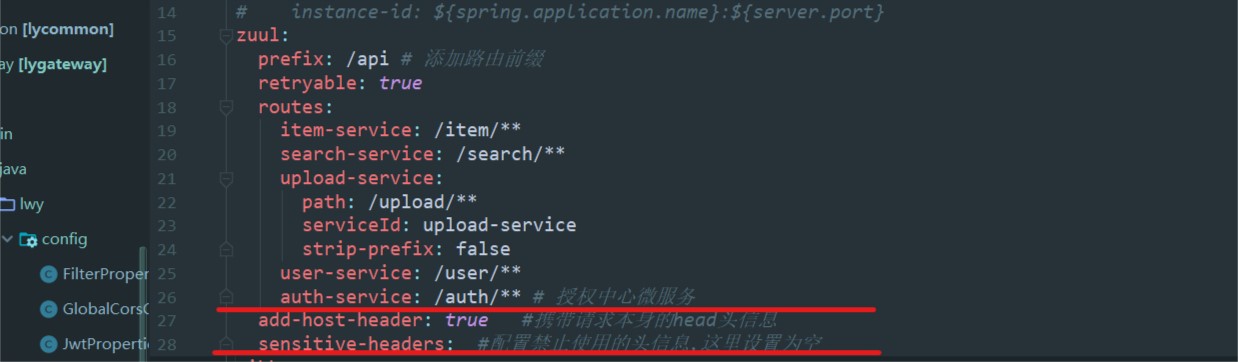 14 #    instance-id: ${spring.application.name}:${server.port}
on [lycommon]
15 zuul:
16 prefix: /api # 添加路由前缀
ay [lygateway]
17 retryable: true
18 routes:
in
19 item-service: /item/**
20 search-service: /search/**
java
21 upload-service:
22 path: /upload/**
lwy
23 serviceId: upload-service
config
24 strip-prefix: false
C FilterProper
25 user-service: /user/**
26 auth-service: /auth/** # 授权中心微服务
C GlobalCorsC
27 add-host-header: true #携带请求本身的head头信息
C JwtProperti
28 sensitive-headers: #配置禁止使用的头信息,这里设置为空